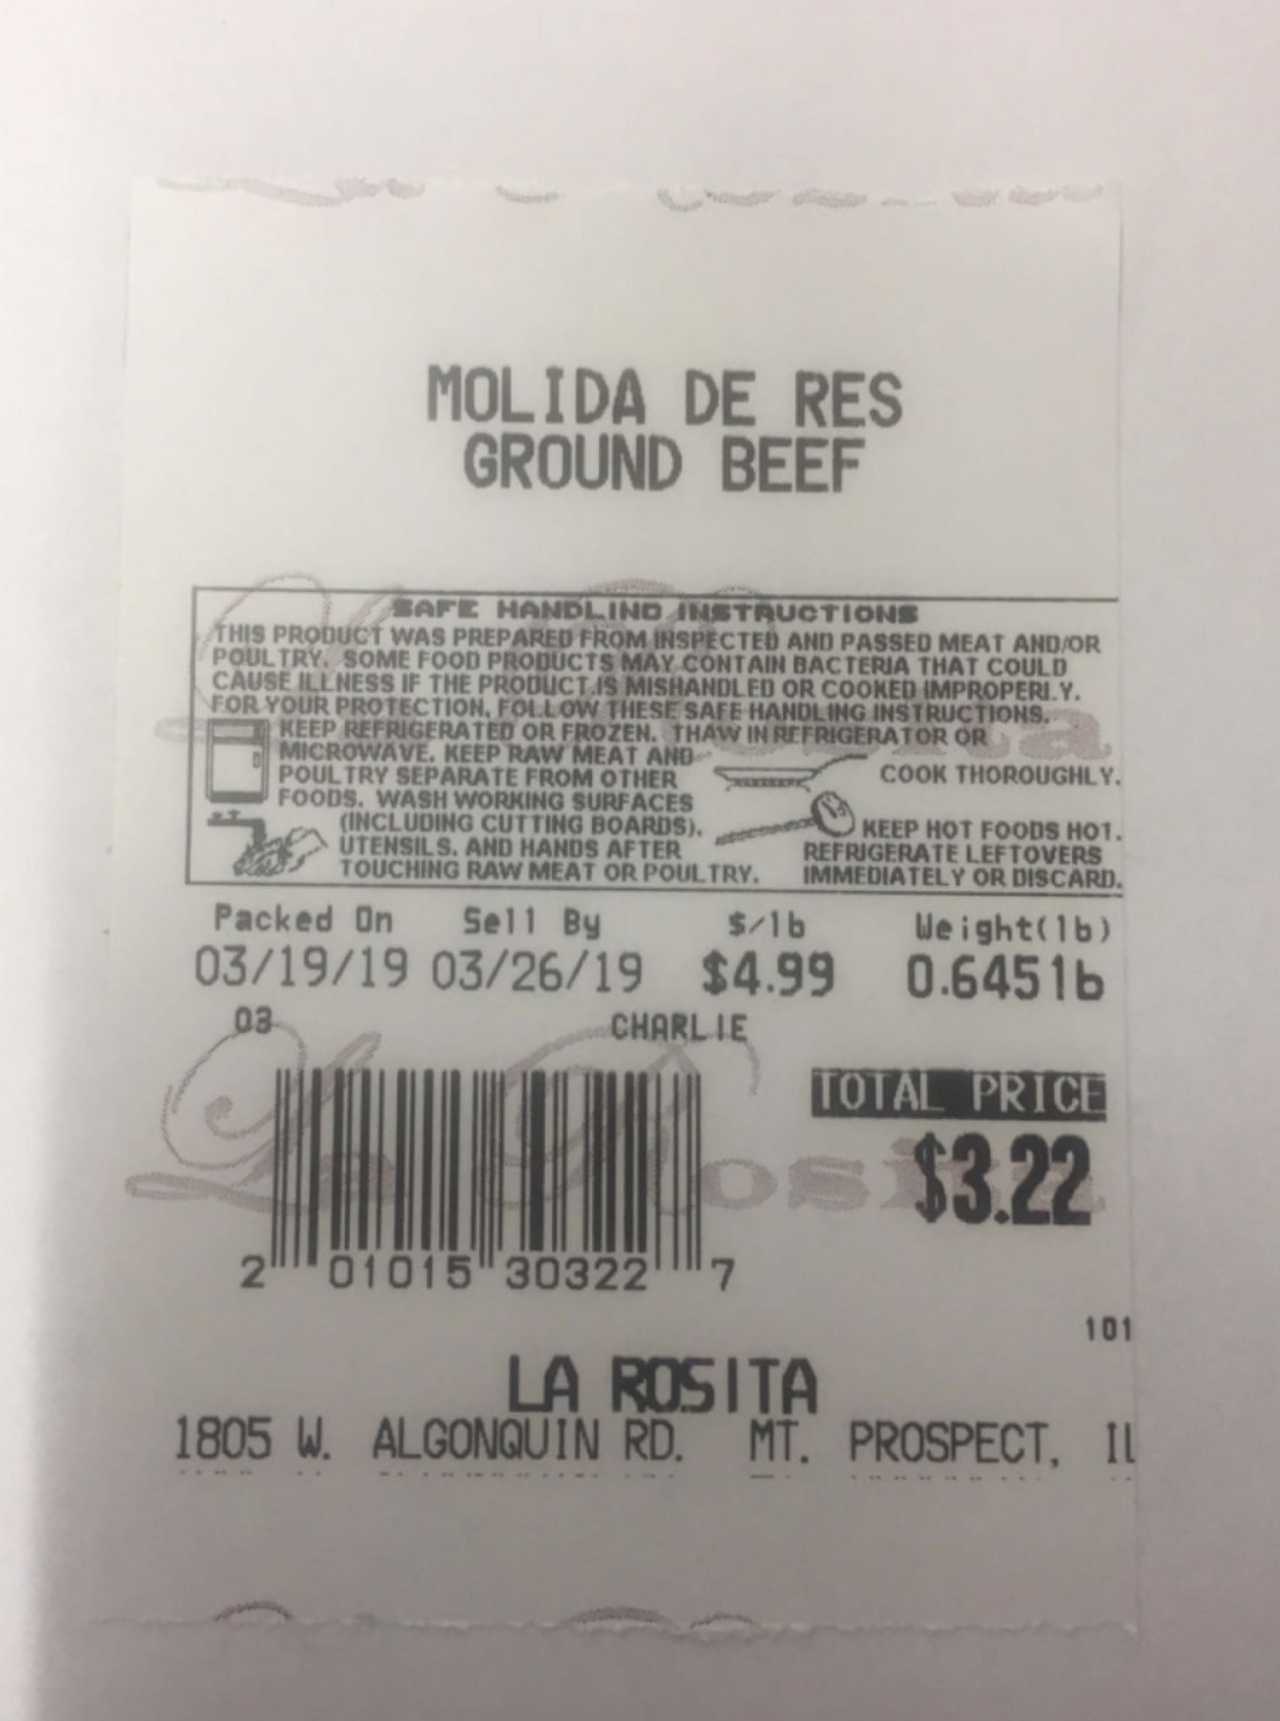 MOLIDA DE RES
GROUND BEEF
SAFE HANDLING INSTRUCTIONS
THIS PRODUCT WAS PREPARED FROM INSPECTED AND PASSED MEAT AND/OR
POULTRY. SOME FOOD PRODUCTS MAY CONTAIN BACTERIA THAT COULD
CAUSE ILLNESS IF THE PRODUCT IS MISHANDLED OR COOKED IMPROPERLY.
FOR YOUR PROTECTION, FOLLOW THESE SAFE HANDLING INSTRUCTIONS.
KEEP REFRIGERATED OR FROZEN. THAW IN REFRIGERATOR OR
MICROWAVE. KEEP RAW MEAT AND
POULTRY SEPARATE FROM OTHER
FOODS. WASH WORKING SURFACES
(INCLUDING CUTTING BOARDS),
UTENSILS. AND HANDS AFTER
TOUCHING RAW MEAT OR POULTRY.
COOK THOROUGHLY.
KEEP HOT FOODS HOT.
REFRIGERATE LEFTOVERS
IMMEDIATELY OR DISCARD.
Packed On Sell By $/lb Weight(lb)
03/19/19 03/26/19 $4.99 0.645lb
03 CHARLIE
TOTAL PRICE
$3.22
La Rosita
2 01015 30322 7
101
LA ROSITA
1805 W. ALGONQUIN RD. MT. PROSPECT, IL